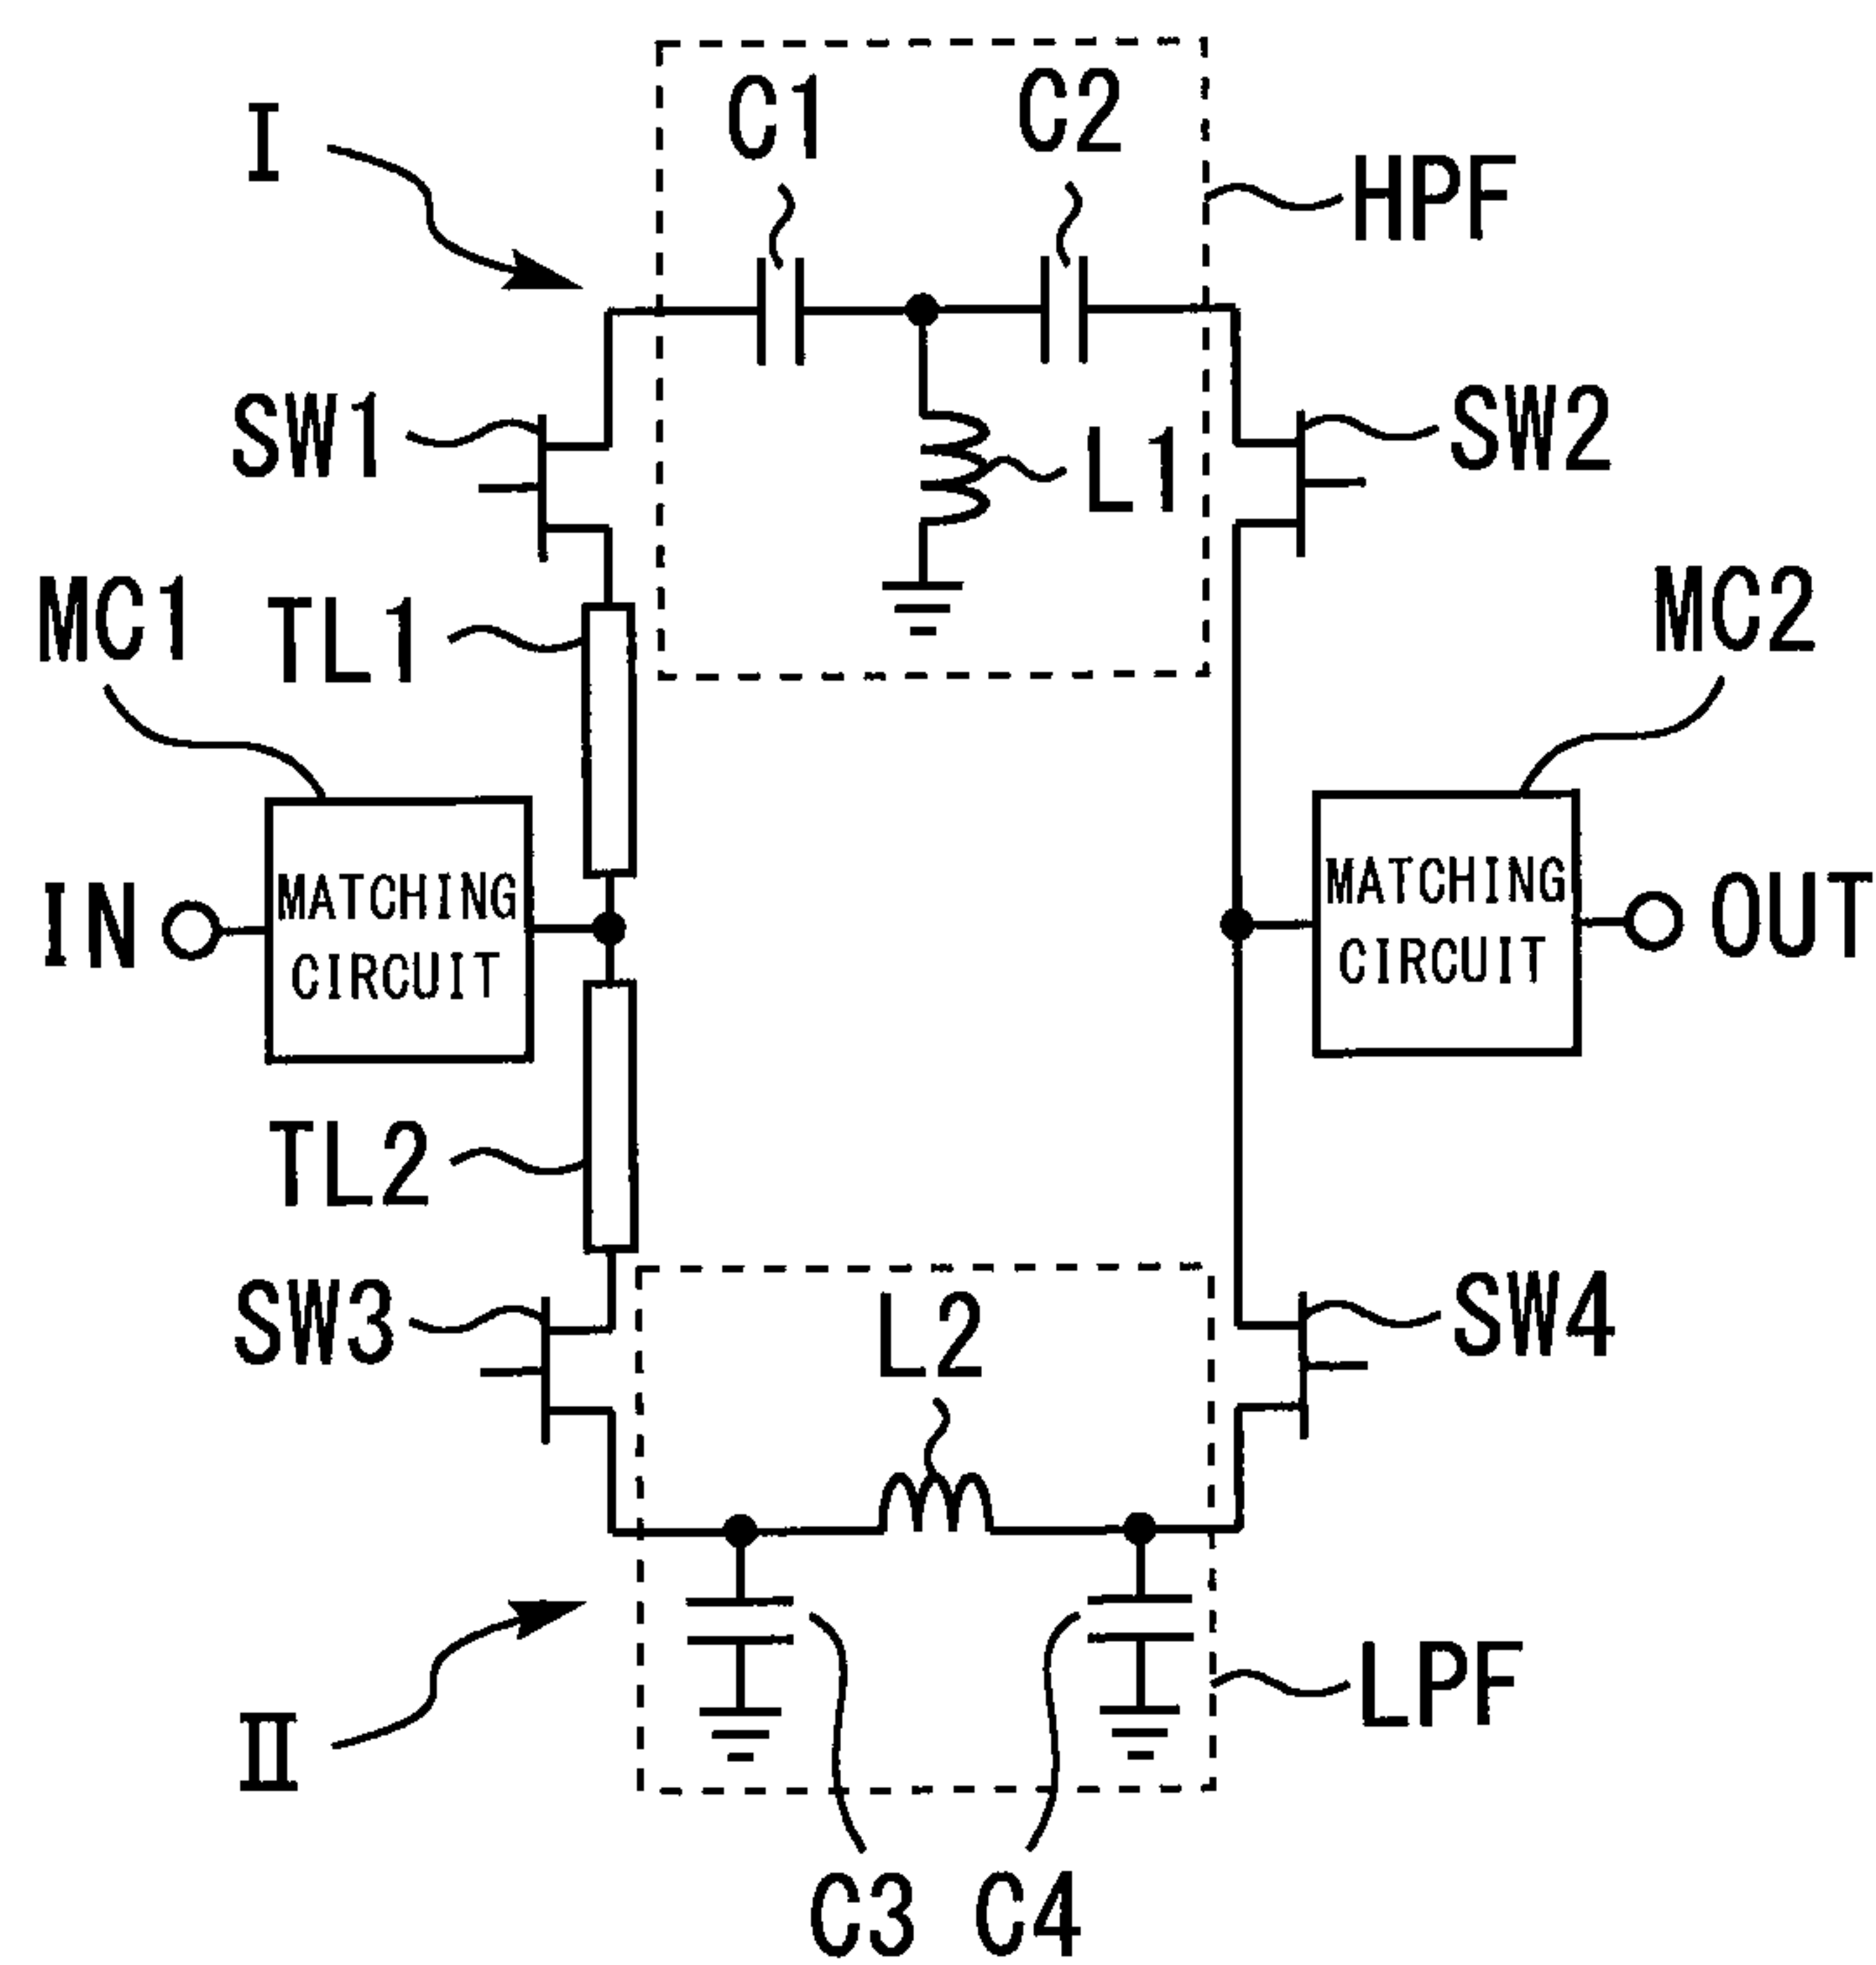 I
C1
C2
HPF
SW1
L1
SW2
MC1
TL1
MC2
IN
MATCHING
CIRCUIT
MATCHING
CIRCUIT
OUT
TL2
SW3
L2
SW4
II
LPF
C3
C4